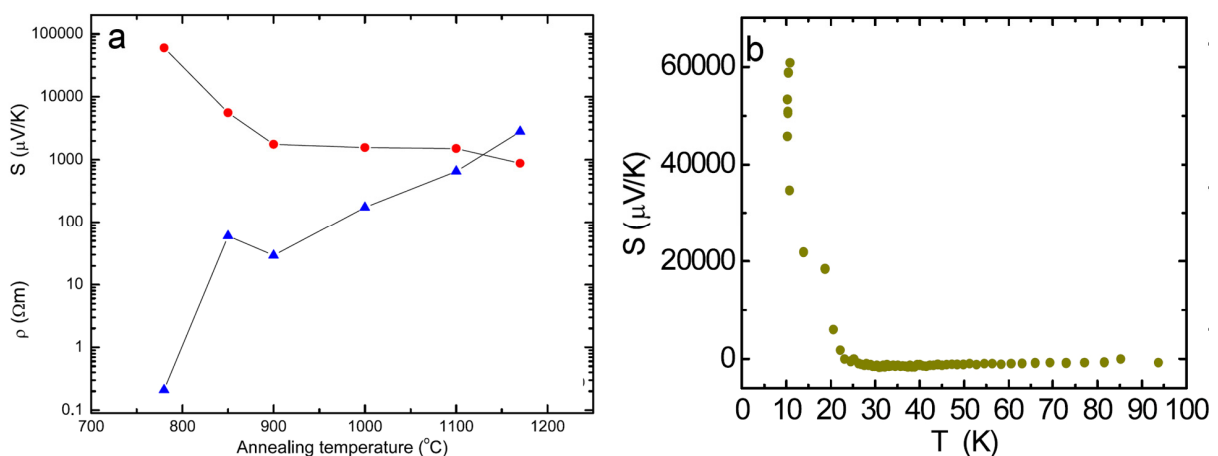 a
100000
10000
1000
100
10
1
0.1
S (μV/K)
ρ (Ωm)
700 800 900 1000 1100 1200
Annealing temperature (°C)
b
60000
40000
20000
0
S (μV/K)
0 10 20 30 40 50 60 70 80 90 100
T (K)